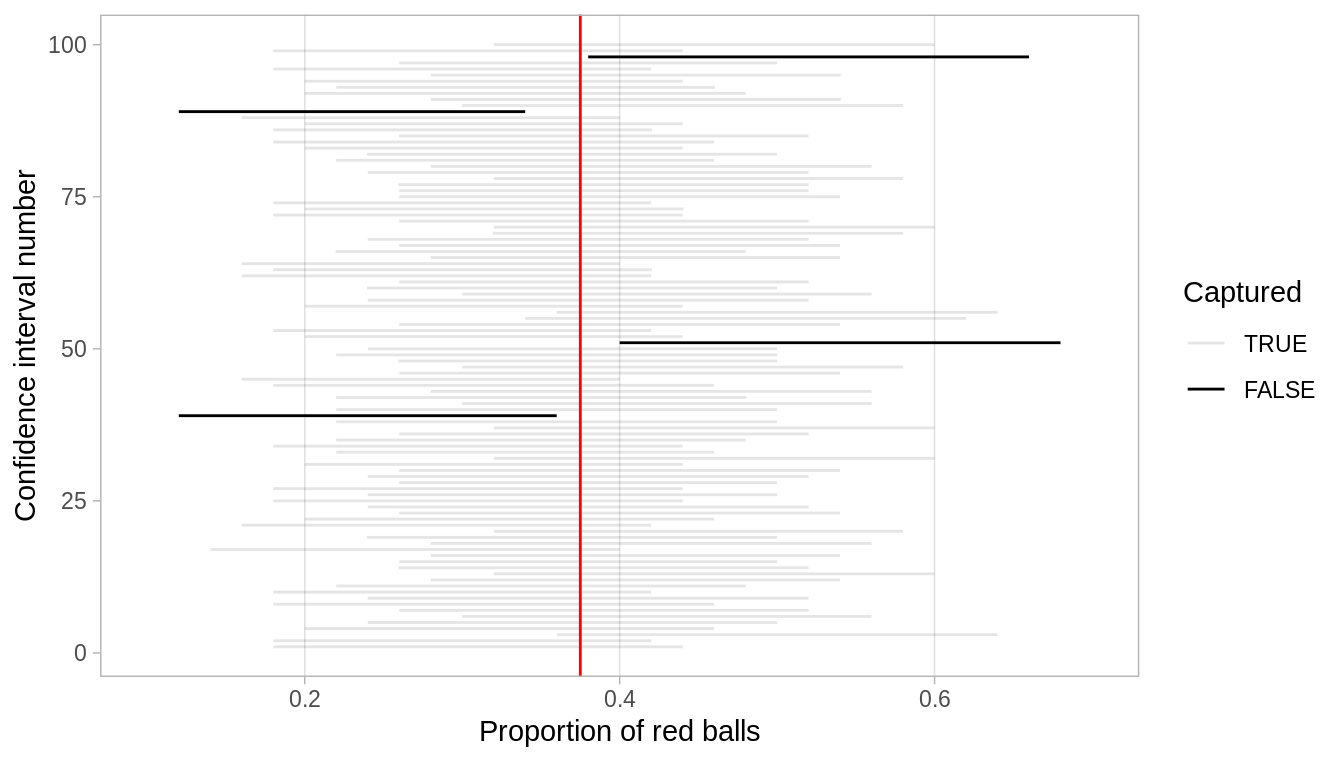 100
75
50
25
0
Confidence interval number
0.2
0.4
0.6
Proportion of red balls
Captured
TRUE
FALSE